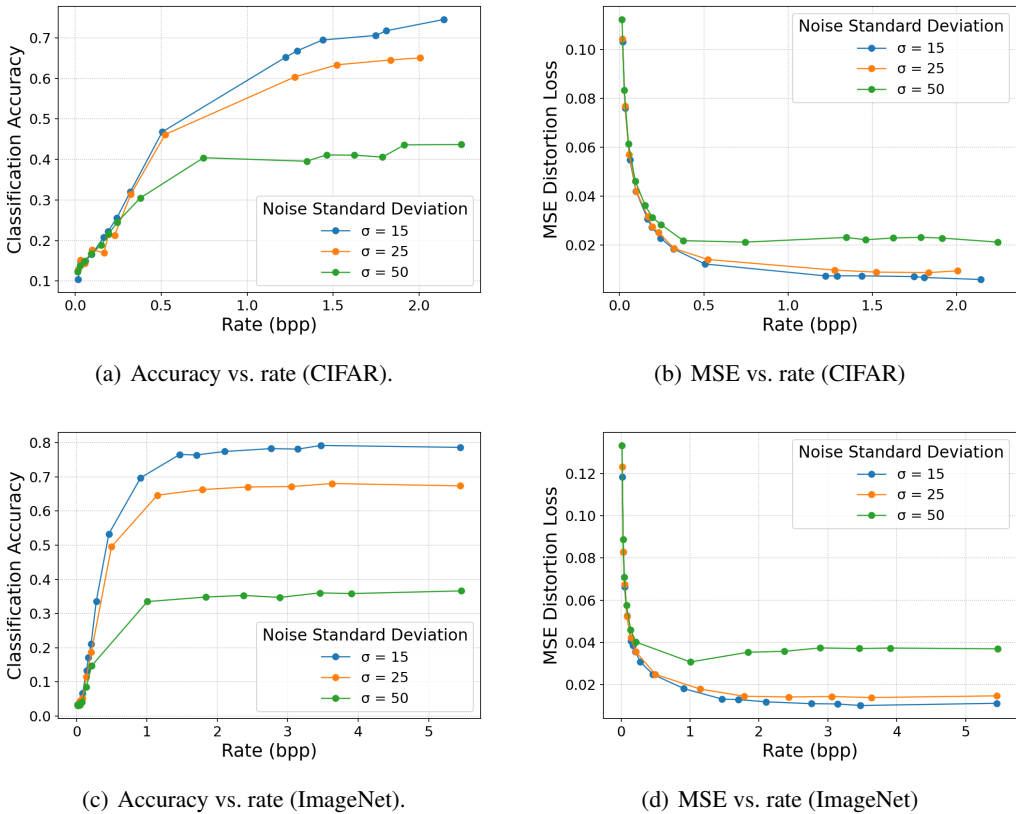 0.7
0.6
0.5
0.4
0.3
0.2
0.1
Classification Accuracy
0.0
0.5
1.0
1.5
2.0
Rate (bpp)
Noise Standard Deviation
σ = 15
σ = 25
σ = 50
(a) Accuracy vs. rate (CIFAR).
0.10
0.08
0.06
0.04
0.02
MSE Distortion Loss
0.0
0.5
1.0
1.5
2.0
Rate (bpp)
Noise Standard Deviation
σ = 15
σ = 25
σ = 50
(b) MSE vs. rate (CIFAR)
0.8
0.7
0.6
0.5
0.4
0.3
0.2
0.1
0.0
Classification Accuracy
0
1
2
3
4
5
Rate (bpp)
Noise Standard Deviation
σ = 15
σ = 25
σ = 50
(c) Accuracy vs. rate (ImageNet).
0.12
0.10
0.08
0.06
0.04
0.02
MSE Distortion Loss
0
1
2
3
4
5
Rate (bpp)
Noise Standard Deviation
σ = 15
σ = 25
σ = 50
(d) MSE vs. rate (ImageNet)